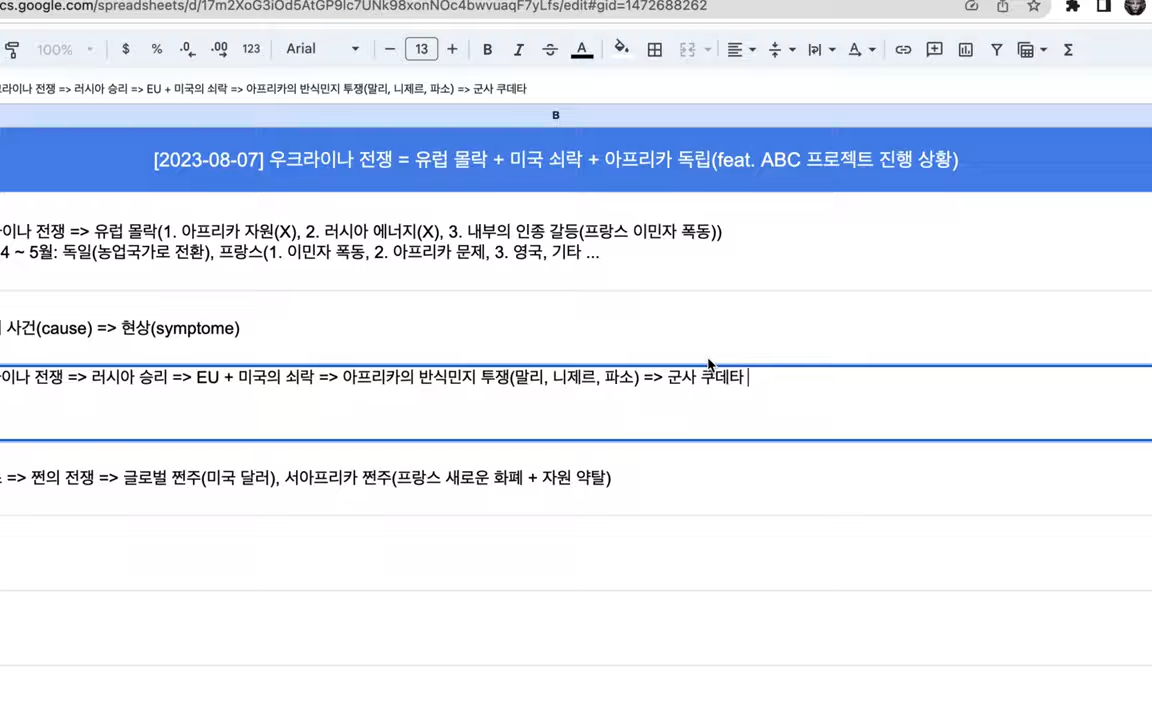 cs.google.com/spreadsheets/d/17m2XoG3iOd5AtGP9lc7UNk98xonNOc4bwvuaqF7yLfs/edit#gid=1472688262
100% $ % .0 .00 123 Arial 13 B I A Σ
크라이나 전쟁 => 러시아 승리 => EU + 미국의 쇠락 => 아프리카의 반식민지 투쟁(말리, 니제르, 파소) => 군사 쿠데타
B
[2023-08-07] 우크라이나 전쟁 = 유럽 몰락 + 미국 쇠락 + 아프리카 독립(feat. ABC 프로젝트 진행 상황)
이나 전쟁 => 유럽 몰락(1. 아프리카 자원(X), 2. 러시아 에너지(X), 3. 내부의 인종 갈등(프랑스 이민자 폭동))
4 ~ 5월: 독일(농업국가로 전환), 프랑스(1. 이민자 폭동, 2. 아프리카 문제, 3. 영국, 기타 ...
사건(cause) => 현상(symptome)
이나 전쟁 => 러시아 승리 => EU + 미국의 쇠락 => 아프리카의 반식민지 투쟁(말리, 니제르, 파소) => 군사 쿠데타
=> 쩐의 전쟁 => 글로벌 쩐주(미국 달러), 서아프리카 쩐주(프랑스 새로운 화폐 + 자원 약탈)